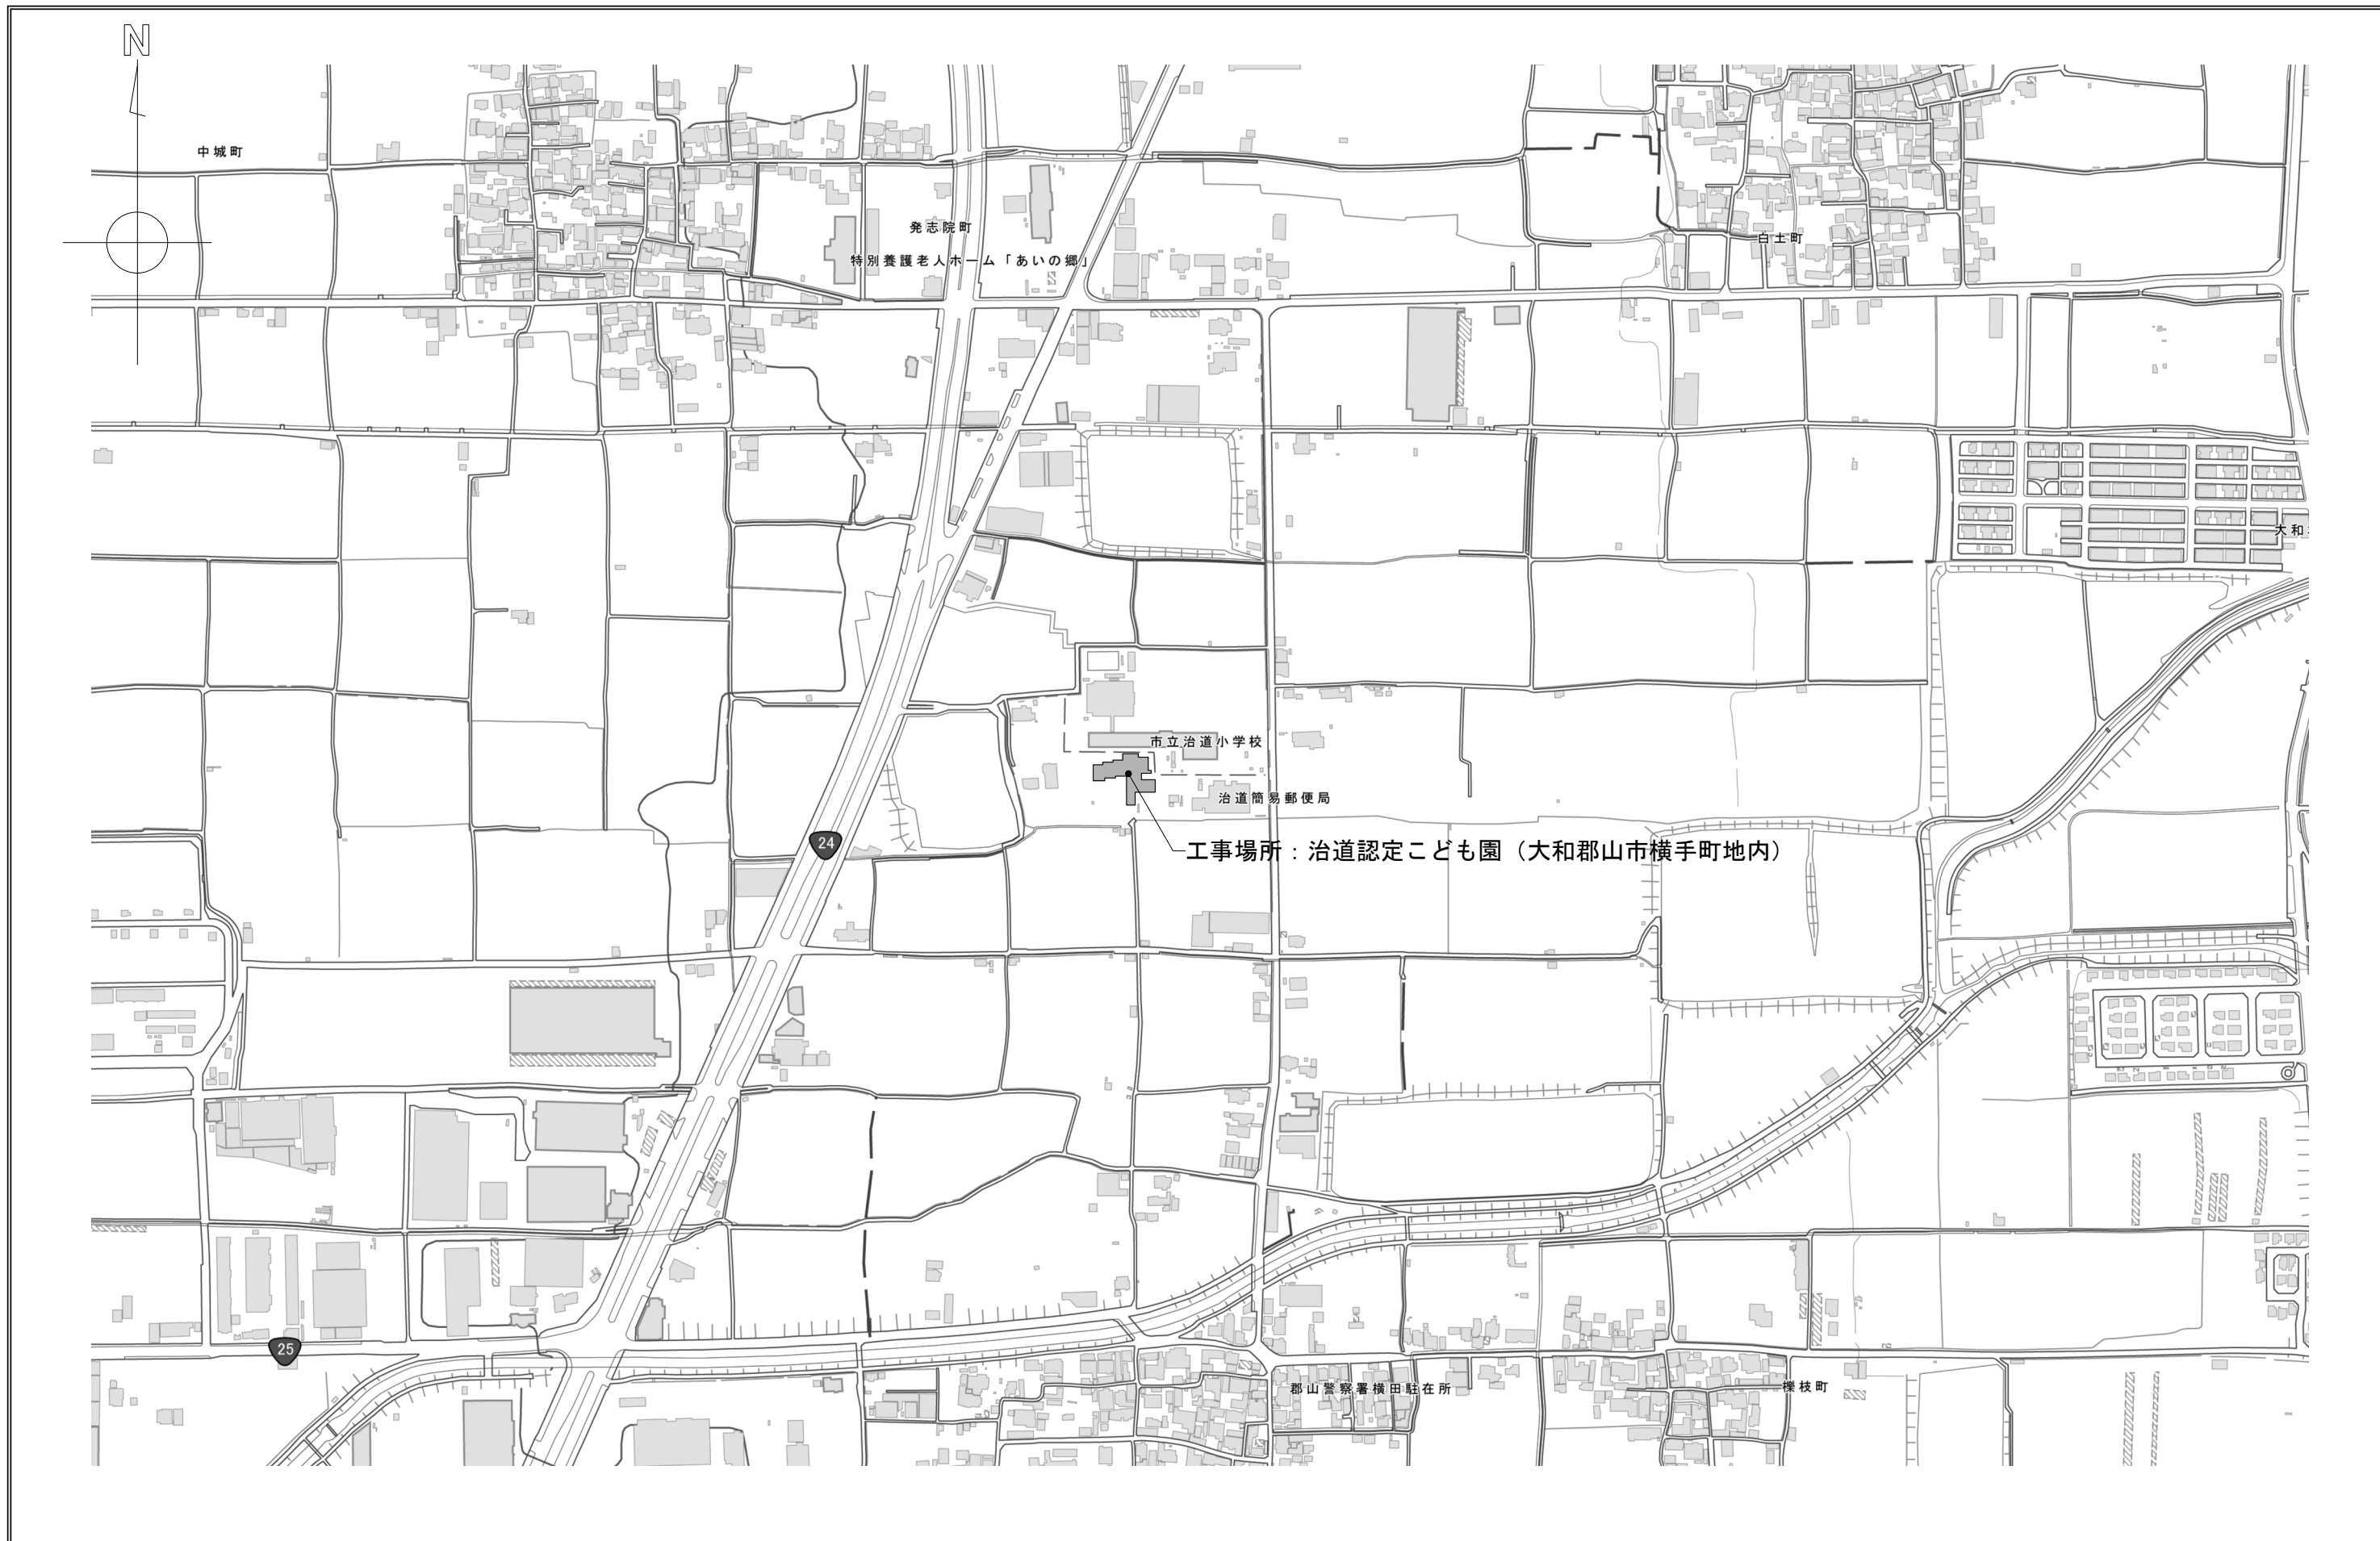 N
中城町
発志院町
白土町
特別養護老人ホーム「あいの郷」
大和
市立治道小学校
治道簡易郵便局
24
工事場所：治道認定こども園（大和郡山市横手町地内）
25
郡山警察署横田駐在所
櫟枝町